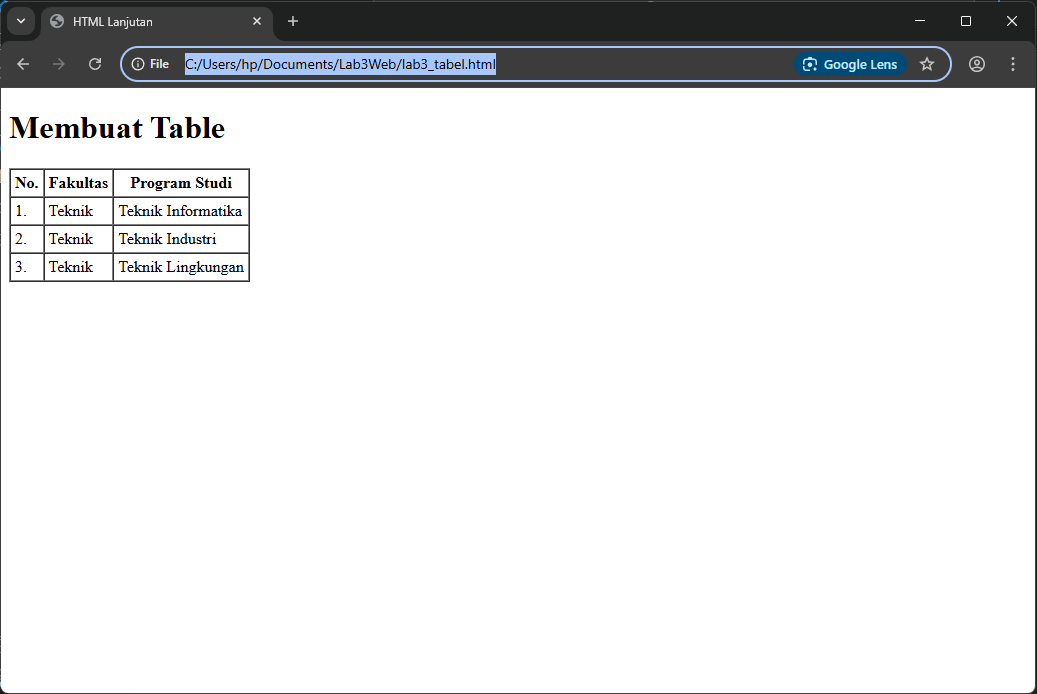 HTML Lanjutan
File C:/Users/hp/Documents/Lab3Web/lab3_tabel.html Google Lens
Membuat Table
No. Fakultas Program Studi
1. Teknik Teknik Informatika
2. Teknik Teknik Industri
3. Teknik Teknik Lingkungan